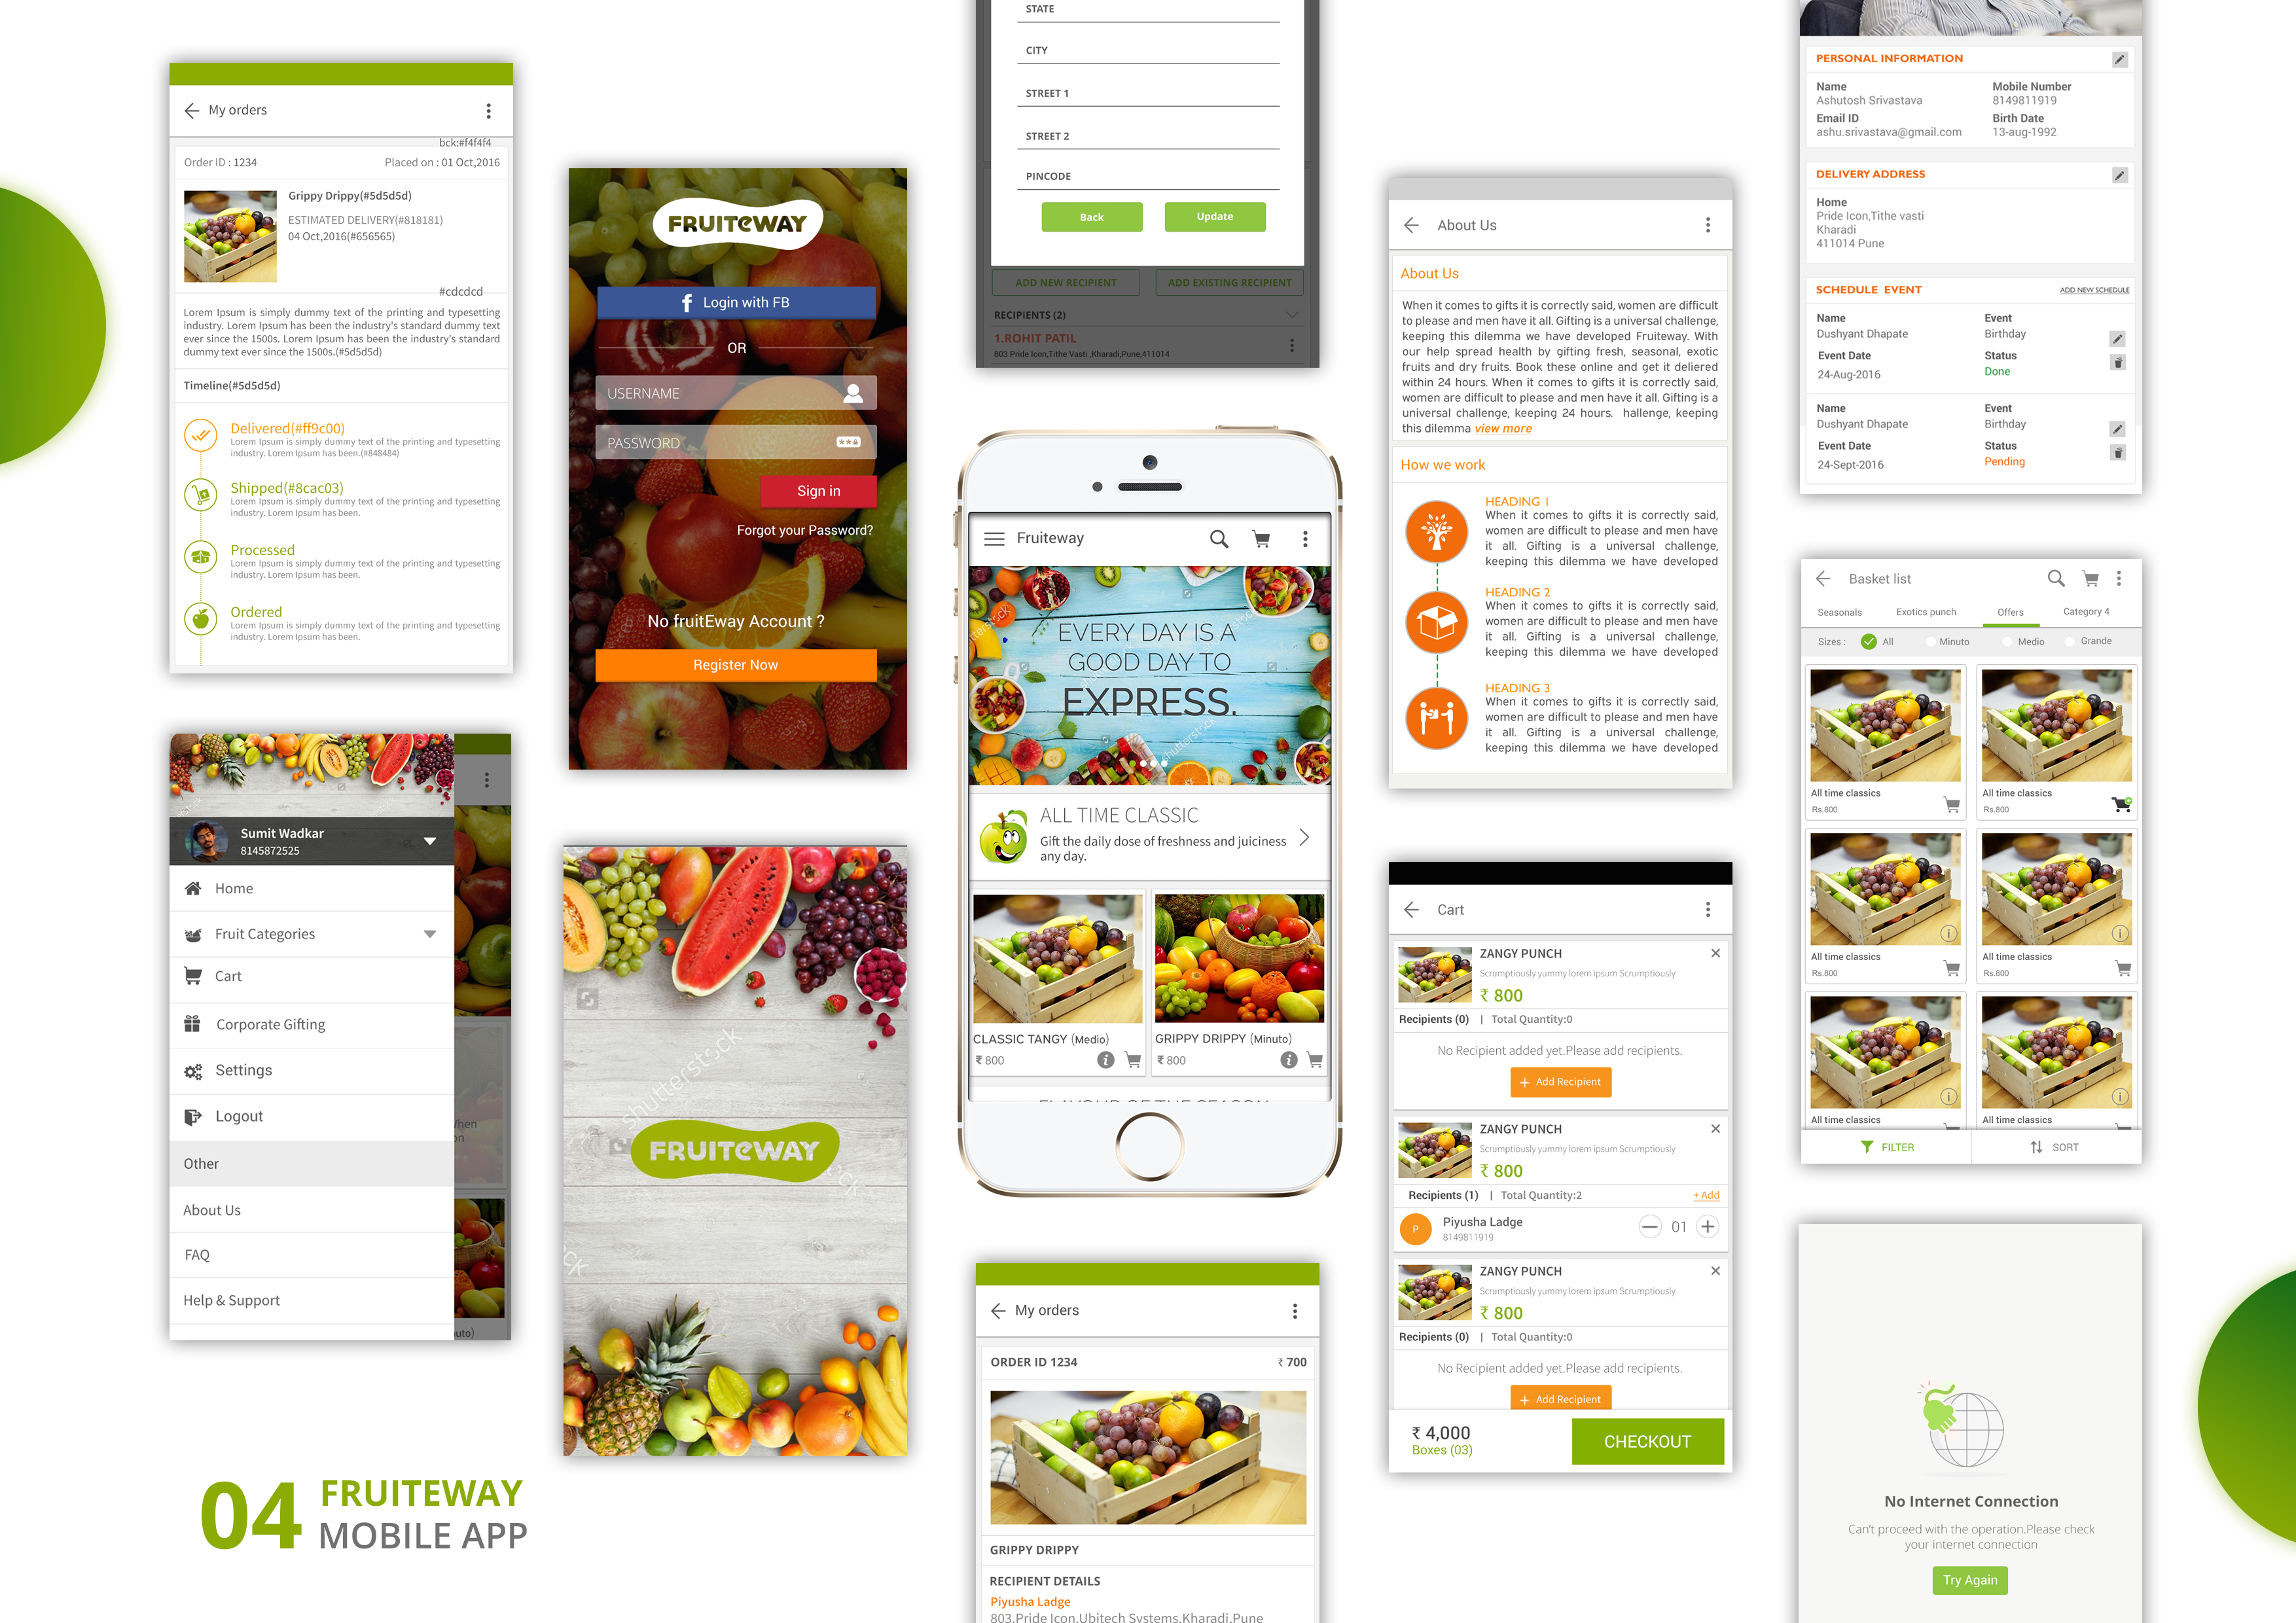 My orders
bck:#f4f4f4
Order ID : 1234
Placed on : 01 Oct,2016
Grippy Drippy(#5d5d5d)
ESTIMATED DELIVERY(#818181)
04 Oct,2016(#656565)
#cdcdcd
Lorem Ipsum is simply dummy text of the printing and typesetting
industry. Lorem Ipsum has been the industry's standard dummy text
ever since the 1500s. Lorem Ipsum has been the industry's standard
dummy text ever since the 1500s.(#5d5d5d)
Timeline(#5d5d5d)
Delivered(#ff9c00)
Lorem Ipsum is simply dummy text of the printing and typesetting
industry. Lorem Ipsum has been.(#848484)
Shipped(#8cac03)
Lorem Ipsum is simply dummy text of the printing and typesetting
industry. Lorem Ipsum has been.
Processed
Lorem Ipsum is simply dummy text of the printing and typesetting
industry. Lorem Ipsum has been.
Ordered
Lorem Ipsum is simply dummy text of the printing and typesetting
industry. Lorem Ipsum has been.
Sumit Wadkar
8145872525
Home
Fruit Categories
Cart
Corporate Gifting
Settings
Logout
Other
About Us
FAQ
Help & Support
04 FRUITEWAY
MOBILE APP
FRUITeWAY
f Login with FB
OR
USERNAME
PASSWORD
***
Sign in
Forgot your Password?
No fruitEway Account ?
Register Now
shutterstock
FRUITeWAY
STATE
CITY
STREET 1
STREET 2
PINCODE
Back
Update
ADD NEW RECIPIENT
ADD EXISTING RECIPIENT
RECIPIENTS (2)
1.ROHIT PATIL
803 Pride Icon,Tithe Vasti ,Kharadi,Pune,411014
Fruiteway
EVERY DAY IS A
GOOD DAY TO
EXPRESS.
shutterstock
ALL TIME CLASSIC
Gift the daily dose of freshness and juiciness
any day.
CLASSIC TANGY (Medio)
₹ 800
GRIPPY DRIPPY (Minuto)
₹ 800
FLAVOUR OF THE SEASON
My orders
ORDER ID 1234
₹ 700
GRIPPY DRIPPY
RECIPIENT DETAILS
Piyusha Ladge
803,Pride Icon,Ubitech Systems,Kharadi,Pune
About Us
About Us
When it comes to gifts it is correctly said, women are difficult
to please and men have it all. Gifting is a universal challenge,
keeping this dilemma we have developed Fruiteway. With
our help spread health by gifting fresh, seasonal, exotic
fruits and dry fruits. Book these online and get it deliered
within 24 hours. When it comes to gifts it is correctly said,
women are difficult to please and men have it all. Gifting is a
universal challenge, keeping 24 hours. hallenge, keeping
this dilemma view more
How we work
HEADING 1
When it comes to gifts it is correctly said,
women are difficult to please and men have
it all. Gifting is a universal challenge,
keeping this dilemma we have developed
HEADING 2
When it comes to gifts it is correctly said,
women are difficult to please and men have
it all. Gifting is a universal challenge,
keeping this dilemma we have developed
HEADING 3
When it comes to gifts it is correctly said,
women are difficult to please and men have
it all. Gifting is a universal challenge,
keeping this dilemma we have developed
Cart
ZANGY PUNCH
Scrumptiously yummy lorem ipsum Scrumptiously
₹ 800
Recipients (0) | Total Quantity:0
No Recipient added yet.Please add recipients.
+ Add Recipient
ZANGY PUNCH
Scrumptiously yummy lorem ipsum Scrumptiously
₹ 800
Recipients (1) | Total Quantity:2
+ Add
P
Piyusha Ladge
8149811919
01
ZANGY PUNCH
Scrumptiously yummy lorem ipsum Scrumptiously
₹ 800
Recipients (0) | Total Quantity:0
No Recipient added yet.Please add recipients.
+ Add Recipient
₹ 4,000
Boxes (03)
CHECKOUT
PERSONAL INFORMATION
Name
Mobile Number
Ashutosh Srivastava
8149811919
Email ID
Birth Date
ashu.srivastava@gmail.com
13-aug-1992
DELIVERY ADDRESS
Home
Pride Icon,Tithe vasti
Kharadi
411014 Pune
SCHEDULE EVENT
ADD NEW SCHEDULE
Name
Event
Dushyant Dhapate
Birthday
Event Date
Status
24-Aug-2016
Done
Name
Event
Dushyant Dhapate
Birthday
Event Date
Status
24-Sept-2016
Pending
Basket list
Seasonals
Exotics punch
Offers
Category 4
Sizes :
All
Minuto
Medio
Grande
All time classics
Rs.800
All time classics
Rs.800
All time classics
Rs.800
All time classics
Rs.800
All time classics
All time classics
FILTER
SORT
No Internet Connection
Can't proceed with the operation.Please check
your internet connection
Try Again